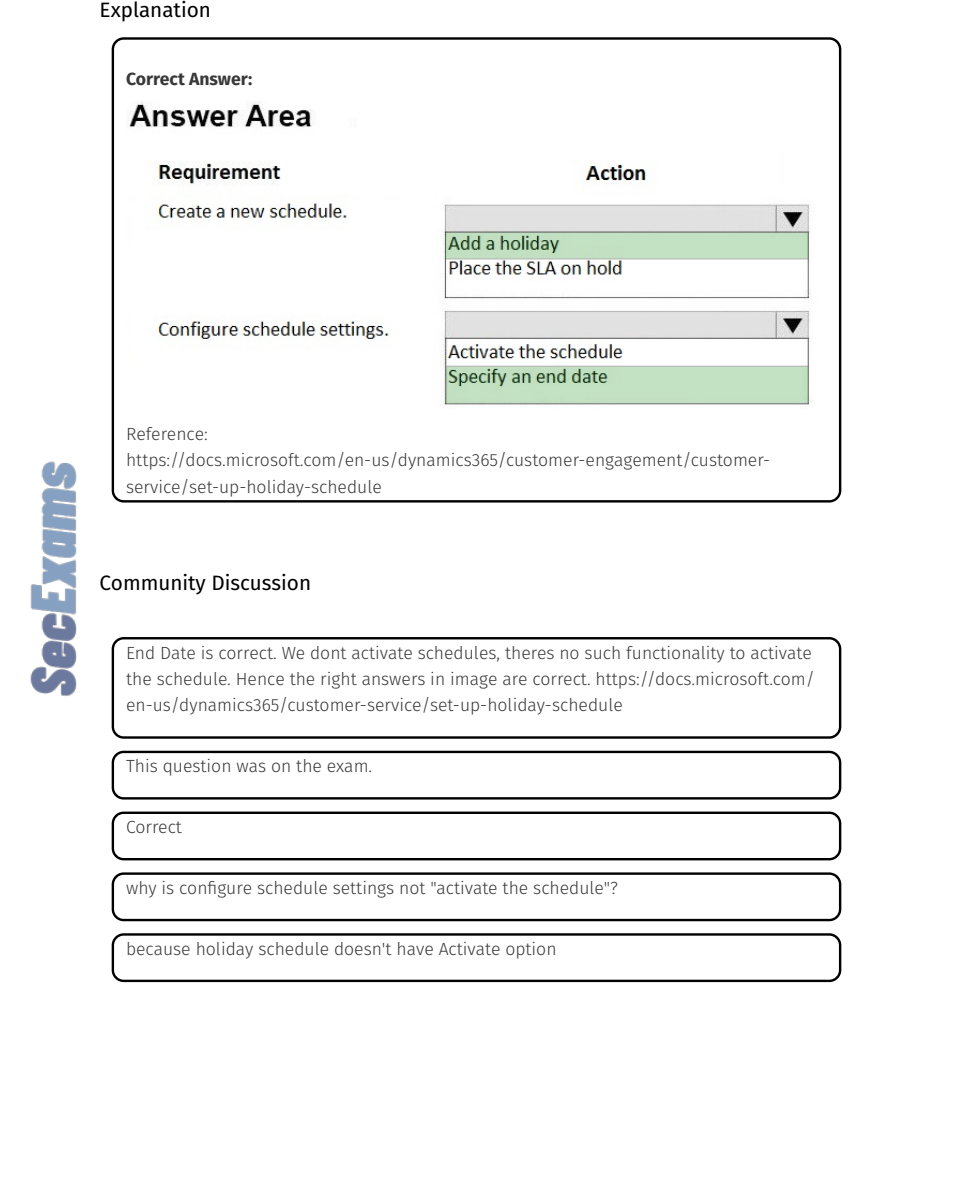 Explanation
Correct Answer:
Answer Area
Requirement
Action
Create a new schedule.
Add a holiday
Place the SLA on hold
Configure schedule settings.
Activate the schedule
Specify an end date
Reference:
https://docs.microsoft.com/en-us/dynamics365/customer-engagement/customer-
service/set-up-holiday-schedule
SecExams
Community Discussion
End Date is correct. We dont activate schedules, theres no such functionality to activate
the schedule. Hence the right answers in image are correct. https://docs.microsoft.com/
en-us/dynamics365/customer-service/set-up-holiday-schedule
This question was on the exam.
Correct
why is configure schedule settings not "activate the schedule"?
because holiday schedule doesn't have Activate option